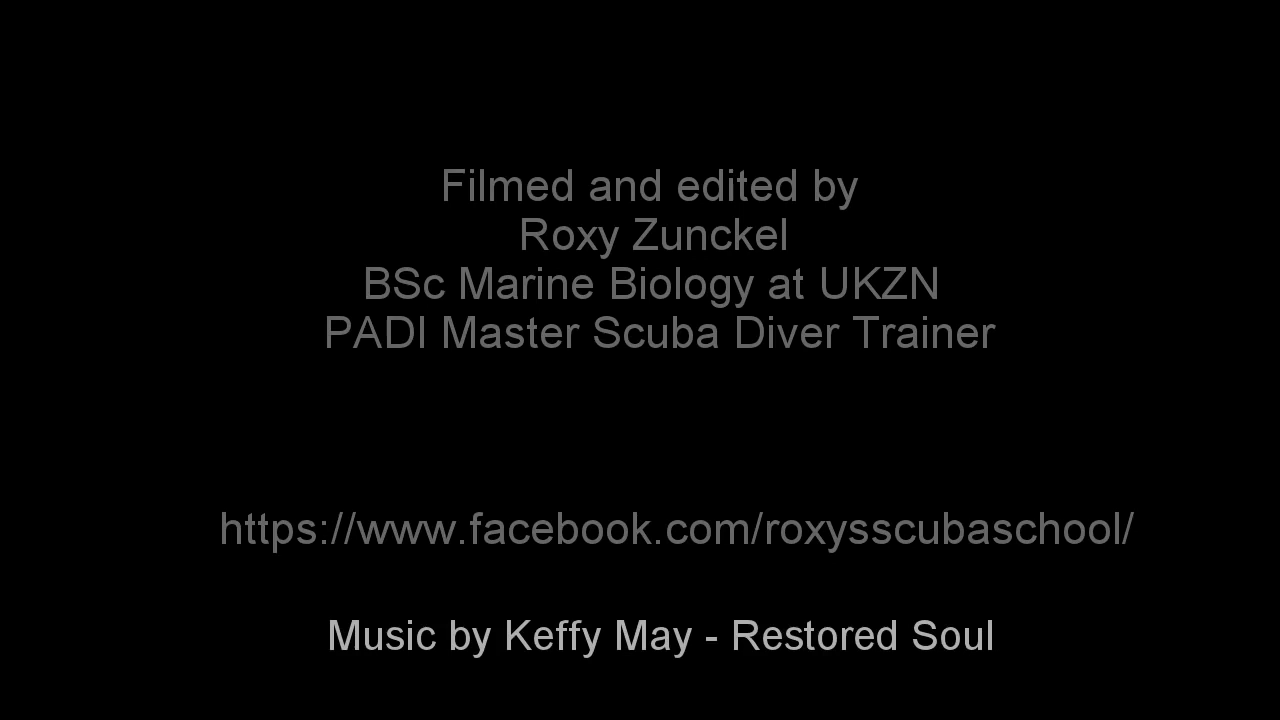 Filmed and edited by
Roxy Zunckel
BSc Marine Biology at UKZN
PADI Master Scuba Diver Trainer
https://www.facebook.com/roxysscubaschool/
Music by Keffy May - Restored Soul